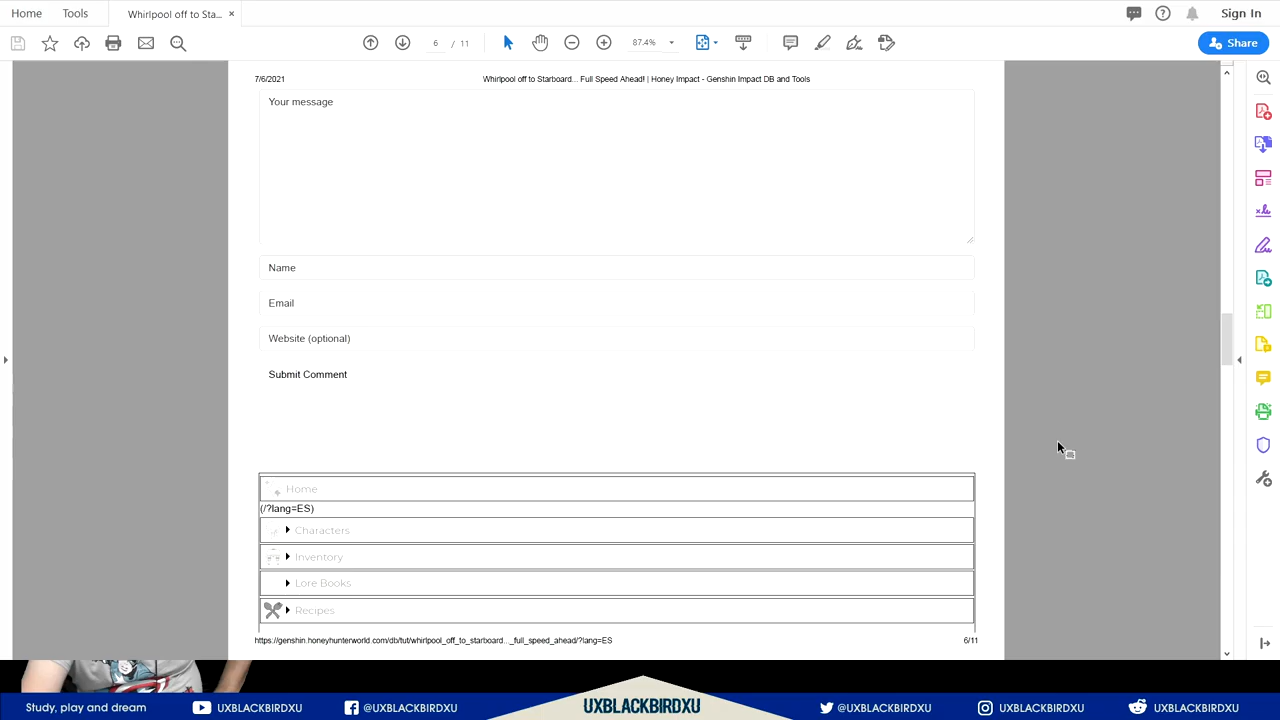 Home
Tools
Whirlpool off to Sta...
Sign In
6 / 11
87.4%
Share
7/6/2021
Whirlpool off to Starboard... Full Speed Ahead! | Honey Impact - Genshin Impact DB and Tools
Your message
Name
Email
Website (optional)
Submit Comment
Home
(/?lang=ES)
Characters
Inventory
Lore Books
Recipes
https://genshin.honeyhunterworld.com/db/tut/whirlpool_off_to_starboard..._full_speed_ahead/?lang=ES
6/11
Study, play and dream
UXBLACKBIRDXU
@UXBLACKBIRDXU
UXBLACKBIRDXU
@UXBLACKBIRDXU
UXBLACKBIRDXU
UXBLACKBIRDXU